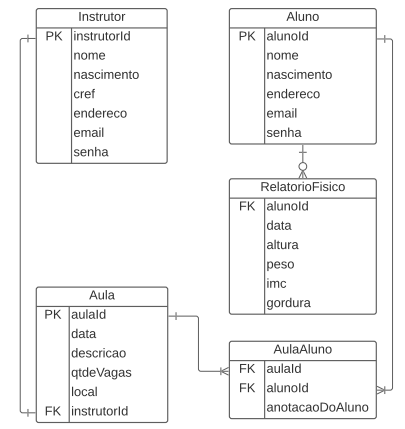 Instrutor
PK instrutorId
nome
nascimento
cref
endereco
email
senha
Aluno
PK alunoId
nome
nascimento
endereco
email
senha
RelatorioFisico
FK alunoId
data
altura
peso
imc
gordura
Aula
PK aulaId
data
descricao
qtdeVagas
local
FK instrutorId
AulaAluno
FK aulaId
FK alunoId
anotacaoDoAluno